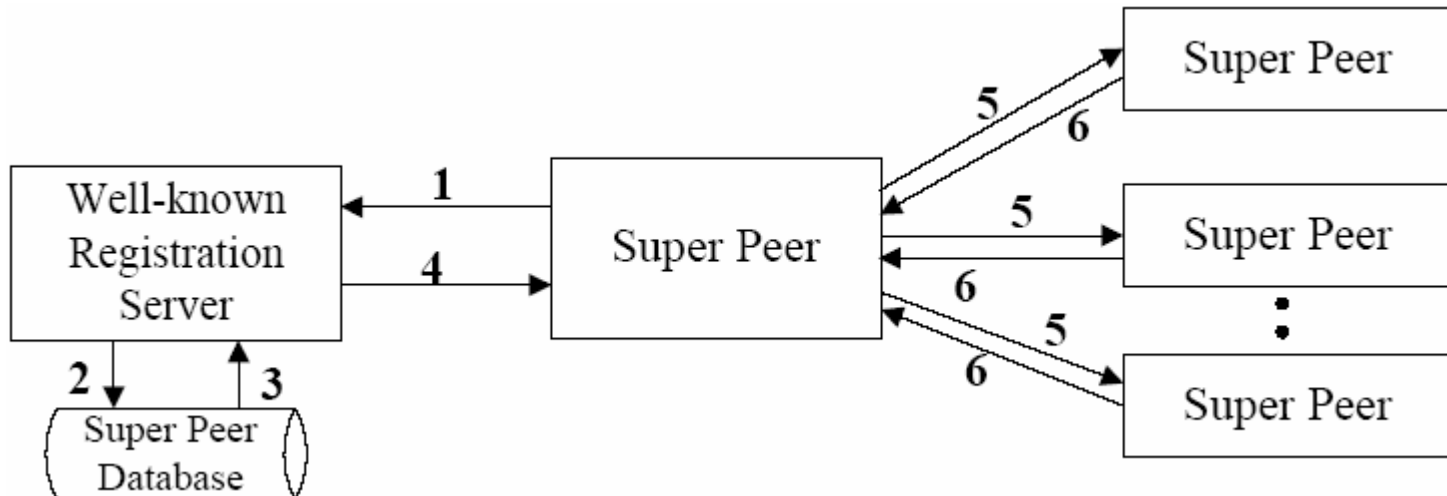 Well-known
Registration
Server
1
4
2
3
Super Peer
Database
Super Peer
5
6
Super Peer
5
6
Super Peer
5
6
Super Peer